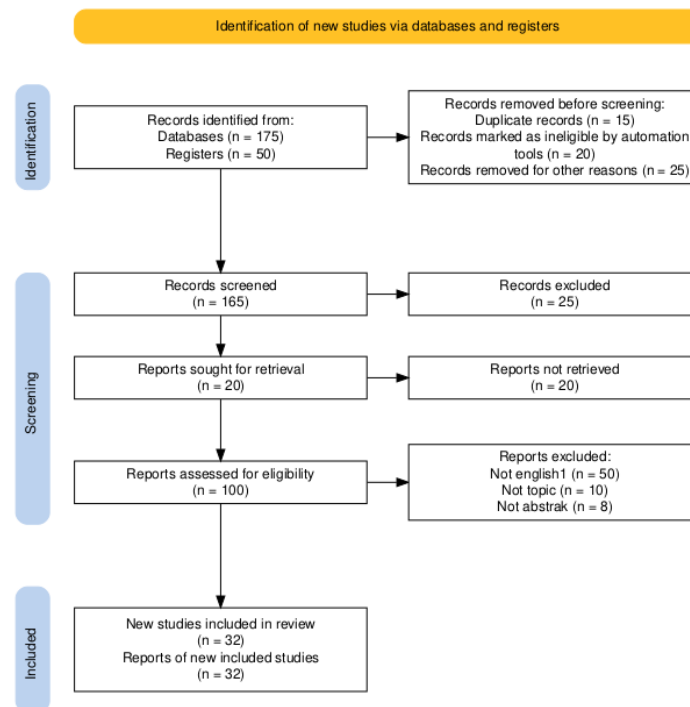 Identification of new studies via databases and registers
Identification
Records identified from:
Databases (n = 175)
Registers (n = 50)
Records removed before screening:
Duplicate records (n = 15)
Records marked as ineligible by automation
tools (n = 20)
Records removed for other reasons (n = 25)
Screening
Records screened
(n = 165)
Records excluded
(n = 25)
Reports sought for retrieval
(n = 20)
Reports not retrieved
(n = 20)
Reports assessed for eligibility
(n = 100)
Reports excluded:
Not english1 (n = 50)
Not topic (n = 10)
Not abstrak (n = 8)
Included
New studies included in review
(n = 32)
Reports of new included studies
(n = 32)